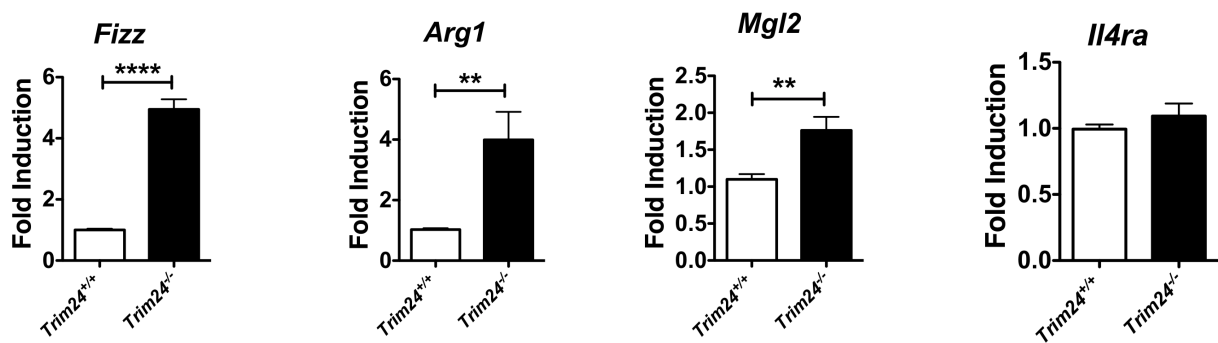 Fizz
Fold Induction
6
4
2
0
****
Trim24+/+
Trim24-/-
Arg1
Fold Induction
6
4
2
0
**
Trim24+/+
Trim24-/-
Mgl2
Fold Induction
2.5
2.0
1.5
1.0
0.5
0.0
**
Trim24+/+
Trim24-/-
Il4ra
Fold Induction
1.5
1.0
0.5
0.0
Trim24+/+
Trim24-/-